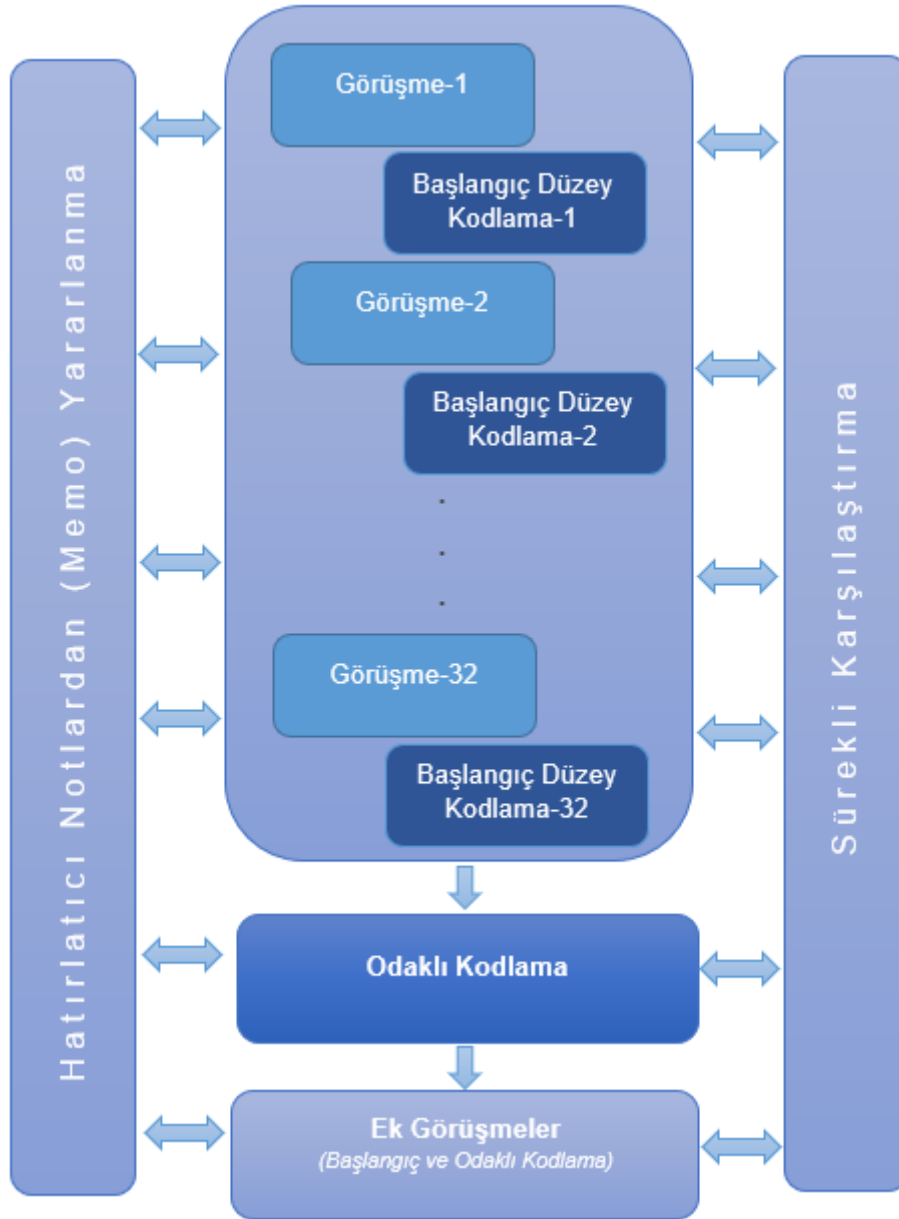 Hatırlatıcı Notlardan (Memo) Yararlanma
Görüşme-1
Başlangıç Düzey
Kodlama-1
Görüşme-2
Başlangıç Düzey
Kodlama-2
.
.
.
Görüşme-32
Başlangıç Düzey
Kodlama-32
Odaklı Kodlama
Ek Görüşmeler
(Başlangıç ve Odaklı Kodlama)
Sürekli Karşılaştırma